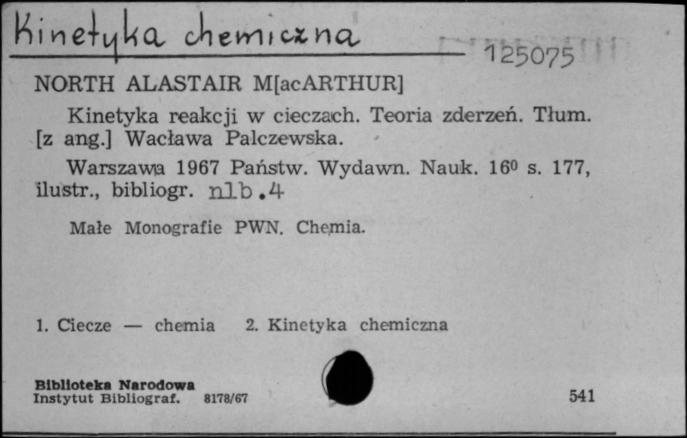 Kinetyka chemiczna
125075
NORTH ALASTAIR M[acARTHUR]
Kinetyka reakcji w cieczach. Teoria zderzeń. Tłum.
[z ang.] Wacława Palczewska.
Warszawa 1967 Państw. Wydawn. Nauk. 16⁰ s. 177,
ilustr., bibliogr. nlb.4
Małe Monografie PWN. Chemia.
1. Ciecze — chemia 2. Kinetyka chemiczna
Biblioteka Narodowa
Instytut Bibliograf. 8178/67
541